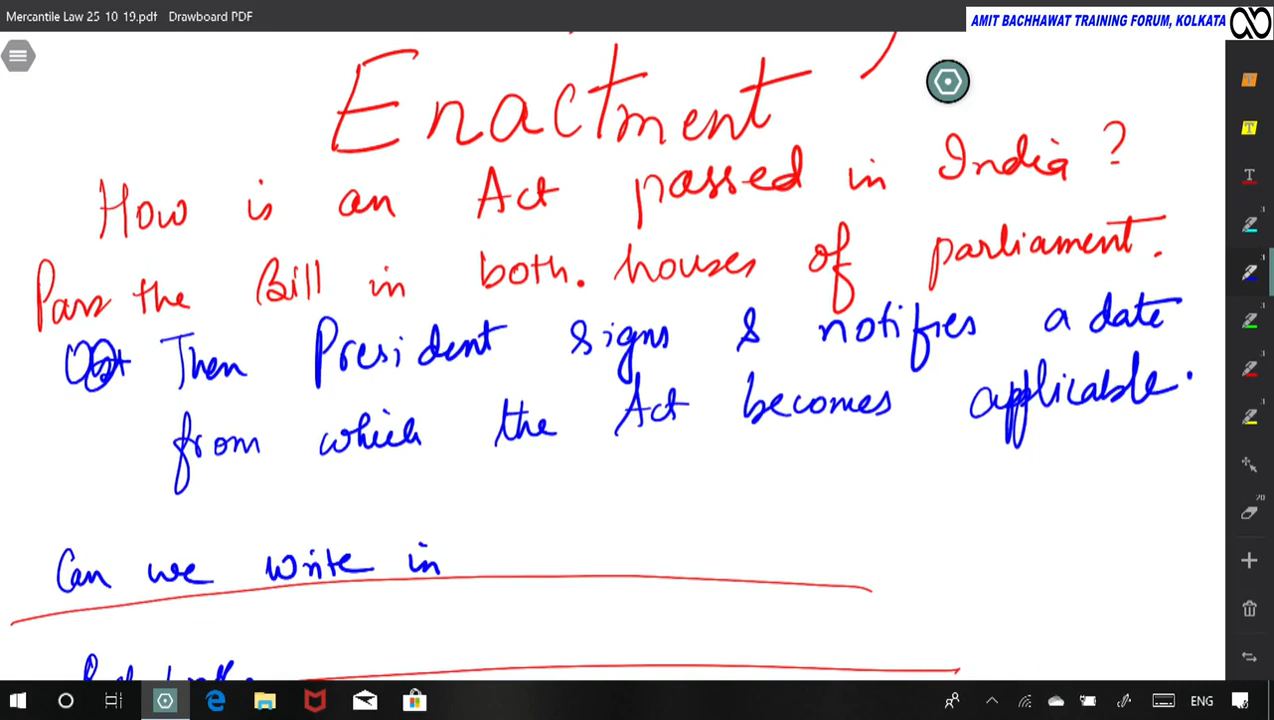 Mercantile Law 25 10 19.pdf Drawboard PDF
AMIT BACHHAWAT TRAINING FORUM, KOLKATA
Enactment
How is an Act passed in India?
Pass the Bill in both. houses of parliament.
Then President signs & notifies a date
from which the Act becomes applicable.
Can we write in
ENG